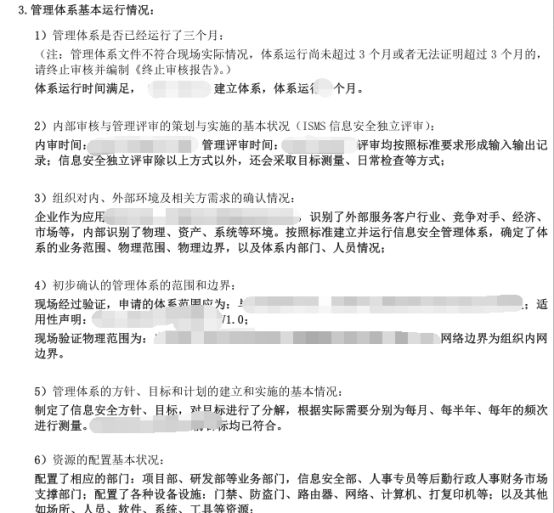 3.管理体系基本运行情况：
1）管理体系是否已经运行了三个月：
（注：管理体系文件不符合现场实际情况，体系运行尚未超过 3 个月或者无法证明超过 3 个月的，
请终止审核并编制《终止审核报告》。）
体系运行时间满足， 建立体系，体系运行 个月。
2）内部审核与管理评审的策划与实施的基本状况（ISMS 信息安全独立评审）：
内审时间： 管理评审时间： 评审均按照标准要求形成输入输出记
录；信息安全独立评审除以上方式以外，还会采取目标测量、日常检查等方式；
3）组织对内、外部环境及相关方需求的确认情况：
企业作为应用 ，识别了外部服务客户行业、竞争对手、经济、
市场等，内部识别了物理、资产、系统等环境。按照标准建立并运行信息安全管理体系，确定了体
系的业务范围、物理范围、物理边界，以及体系内部门、人员情况；
4）初步确认的管理体系的范围和边界：
现场经过验证，申请的体系范围应为： ；适
用性声明： V1.0；
现场验证物理范围为： 网络边界为组织内网
边界。
5）管理体系的方针、目标和计划的建立和实施的基本情况：
制定了信息安全方针、目标，对目标进行了分解，根据实际需要分别为每月、每半年、每年的频次
进行测量。 标均已符合。
6）资源的配置基本状况：
配置了相应的部门：项目部、研发部等业务部门，信息安全部、人事专员等后勤行政人事财务市场
支撑部门；配置了各种设备设施：门禁、防盗门、路由器、网络、计算机、打复印机等；以及其他
如场所、人员、软件、系统、工具等资源；